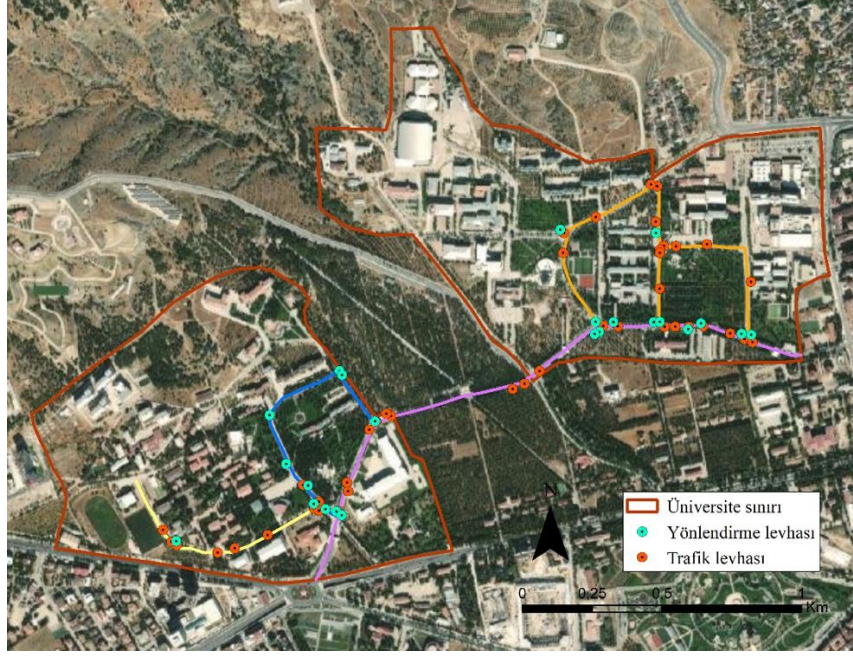 N
Üniversite sınırı
Yönlendirme levhası
Trafik levhası
0 0,25 0,5 1
Km